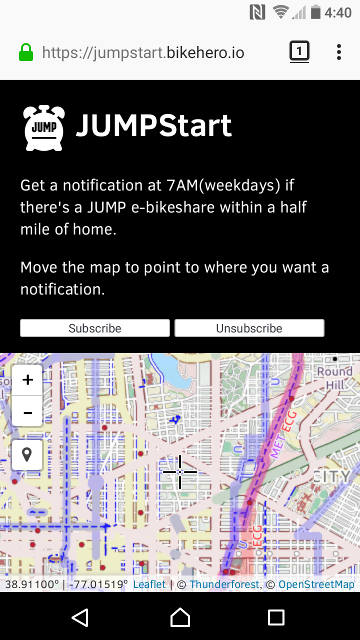 4:40
https://jumpstart.bikehero.io
1
JUMP
JUMPStart
Get a notification at 7AM(weekdays) if
there's a JUMP e-bikeshare within a half
mile of home.
Move the map to point to where you want a
notification.
Subscribe
Unsubscribe
+
-
Round
Hill
MET
ECG
CITY
ECG
38.91100° | -77.01519°
Leaflet | © Thunderforest, © OpenStreetMap